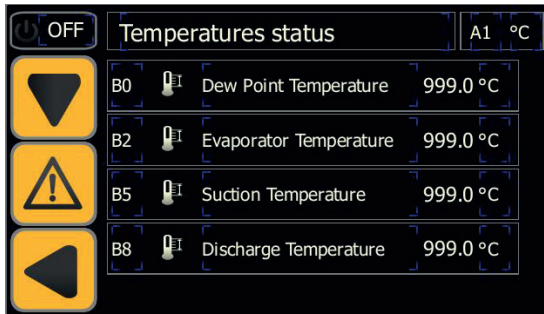 OFF Temperatures status A1 °C
B0 Dew Point Temperature 999.0 °C
B2 Evaporator Temperature 999.0 °C
B5 Suction Temperature 999.0 °C
B8 Discharge Temperature 999.0 °C